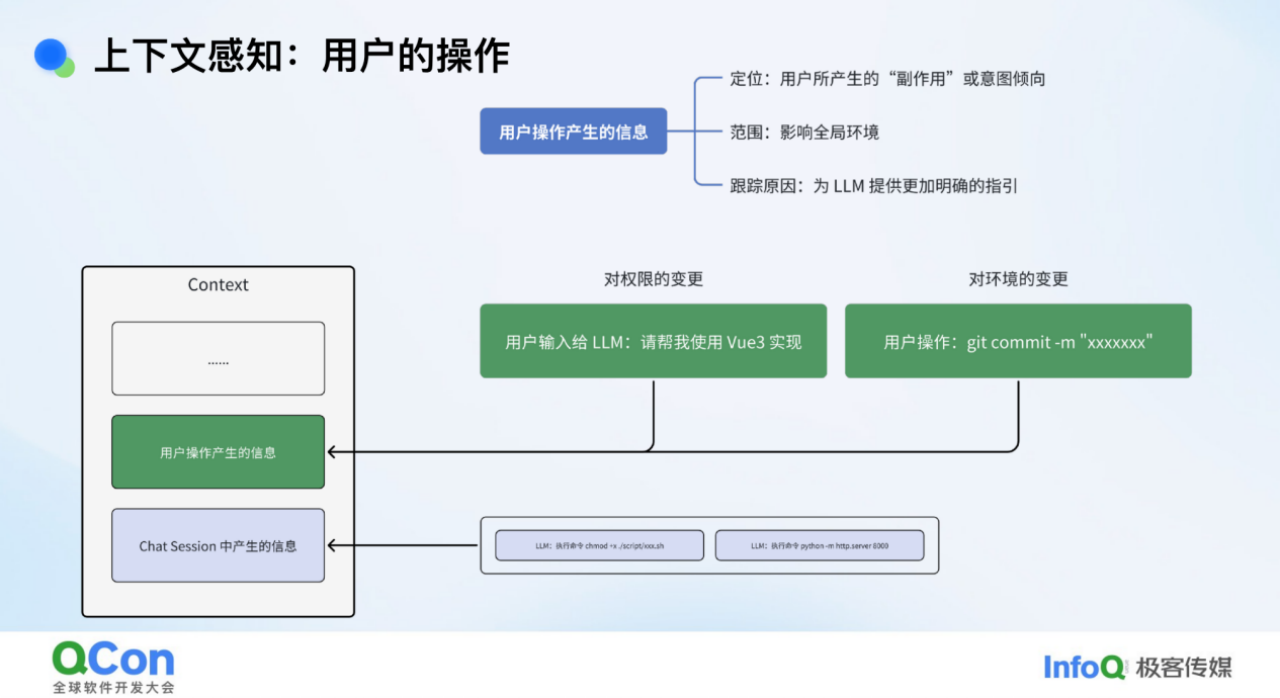 上下文感知：用户的操作
用户操作产生的信息
定位：用户所产生的“副作用”或意图倾向
范围：影响全局环境
跟踪原因：为 LLM 提供更加明确的指引
Context
......
用户操作产生的信息
Chat Session 中产生的信息
对权限的变更
用户输入给 LLM：请帮我使用 Vue3 实现
对环境的变更
用户操作：git commit -m "xxxxxxx"
LLM：执行命令 chmod +x ./script/xxx.sh
LLM：执行命令 python -m http.server 8000
QCon
全球软件开发大会
InfoQ 极客传媒